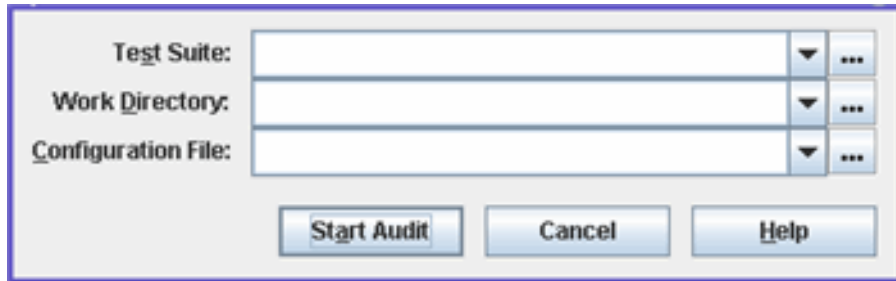 Test Suite:
...
Work Directory:
...
Configuration File:
...
Start Audit Cancel Help